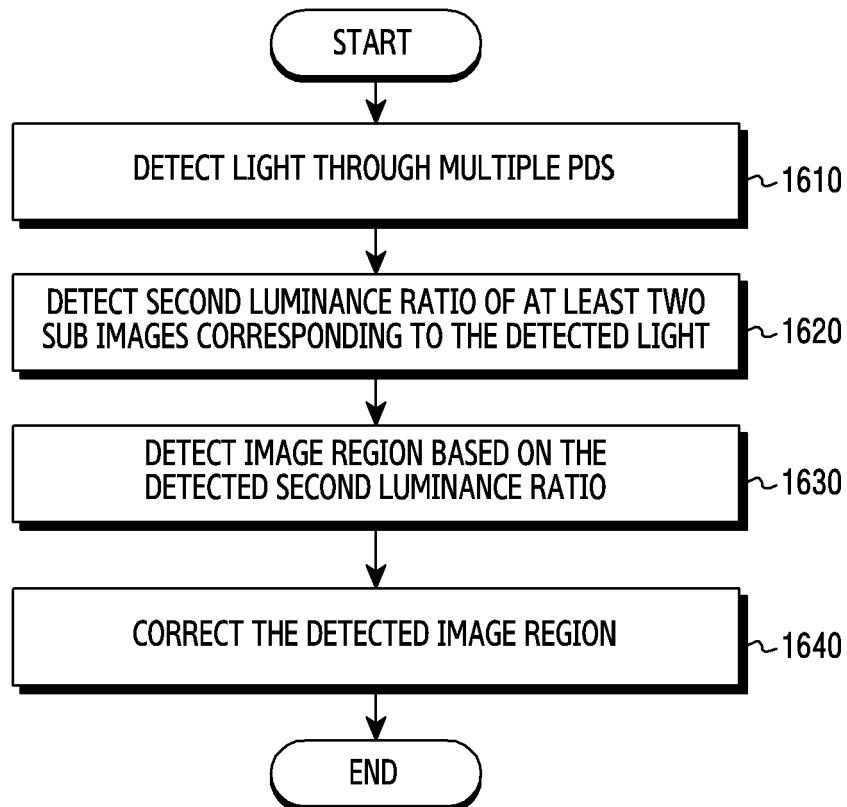 START
DETECT LIGHT THROUGH MULTIPLE PDS
1610
DETECT SECOND LUMINANCE RATIO OF AT LEAST TWO
SUB IMAGES CORRESPONDING TO THE DETECTED LIGHT
1620
DETECT IMAGE REGION BASED ON THE
DETECTED SECOND LUMINANCE RATIO
1630
CORRECT THE DETECTED IMAGE REGION
1640
END